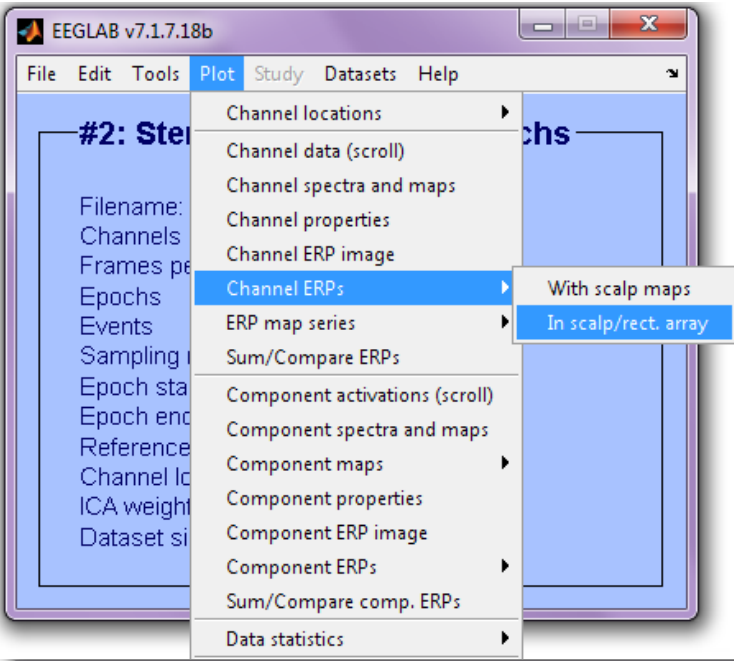 EEGLAB v7.1.7.18b
File Edit Tools Plot Study Datasets Help
#2: Ster chs
Filename:
Channels
Frames pe
Epochs
Events
Sampling r
Epoch sta
Epoch end
Reference
Channel lo
ICA weight
Dataset si
Channel locations
Channel data (scroll)
Channel spectra and maps
Channel properties
Channel ERP image
Channel ERPs
ERP map series
Sum/Compare ERPs
Component activations (scroll)
Component spectra and maps
Component maps
Component properties
Component ERP image
Component ERPs
Sum/Compare comp. ERPs
Data statistics
With scalp maps
In scalp/rect. array